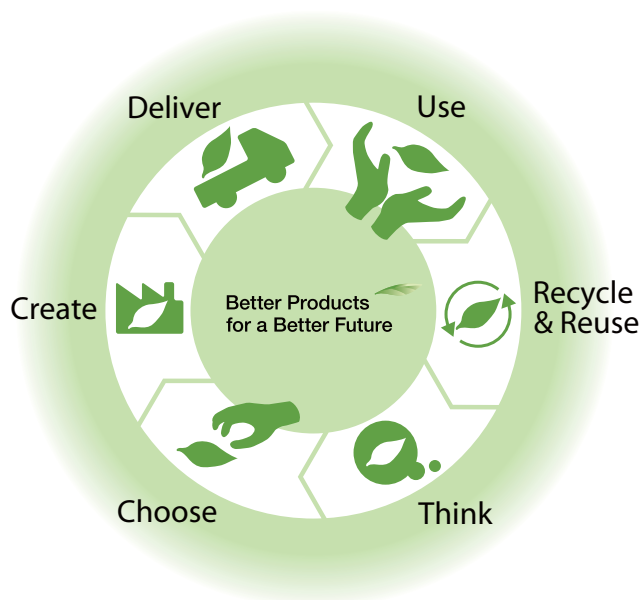 Deliver
Use
Create
Better Products
for a Better Future
Recycle
& Reuse
Choose
Think